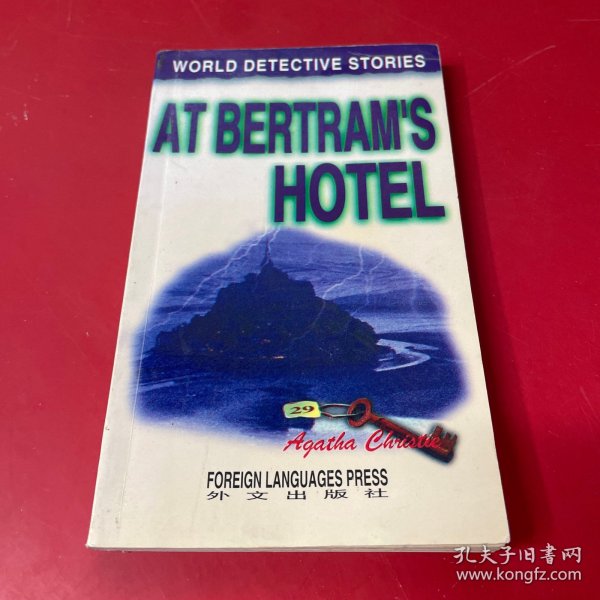 WORLD DETECTIVE STORIES
AT BERTRAM'S
HOTEL
29
Agatha Christie
FOREIGN LANGUAGES PRESS
外文出版社
孔夫子旧书网
www.kongfz.com